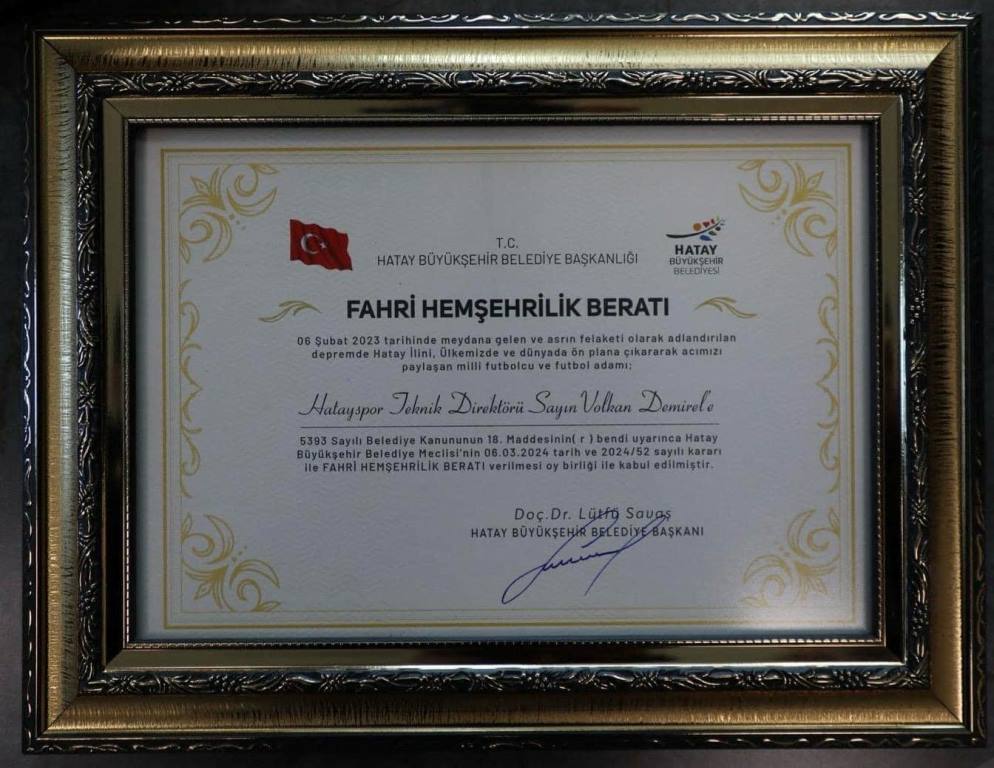 T.C.
HATAY BÜYÜKŞEHİR BELEDİYE BAŞKANLIĞI
HATAY
BÜYÜKŞEHİR
BELEDİYESİ
FAHRİ HEMŞEHRİLİK BERATI
06 Şubat 2023 tarihinde meydana gelen ve asrın felaketi olarak adlandırılan
depremde Hatay İlini, Ülkemizde ve dünyada ön plana çıkararak acımızı
paylaşan milli futbolcu ve futbol adamı;
Hatayspor Teknik Direktörü Sayın Volkan Demirel'e
5393 Sayılı Belediye Kanununun 18. Maddesinin( r ) bendi uyarınca Hatay
Büyükşehir Belediye Meclisi'nin 06.03.2024 tarih ve 2024/52 sayılı kararı
ile FAHRİ HEMŞEHRİLİK BERATI verilmesi oy birliği ile kabul edilmiştir.
Doç.Dr. Lütfü Savaş
HATAY BÜYÜKŞEHİR BELEDİYE BAŞKANI